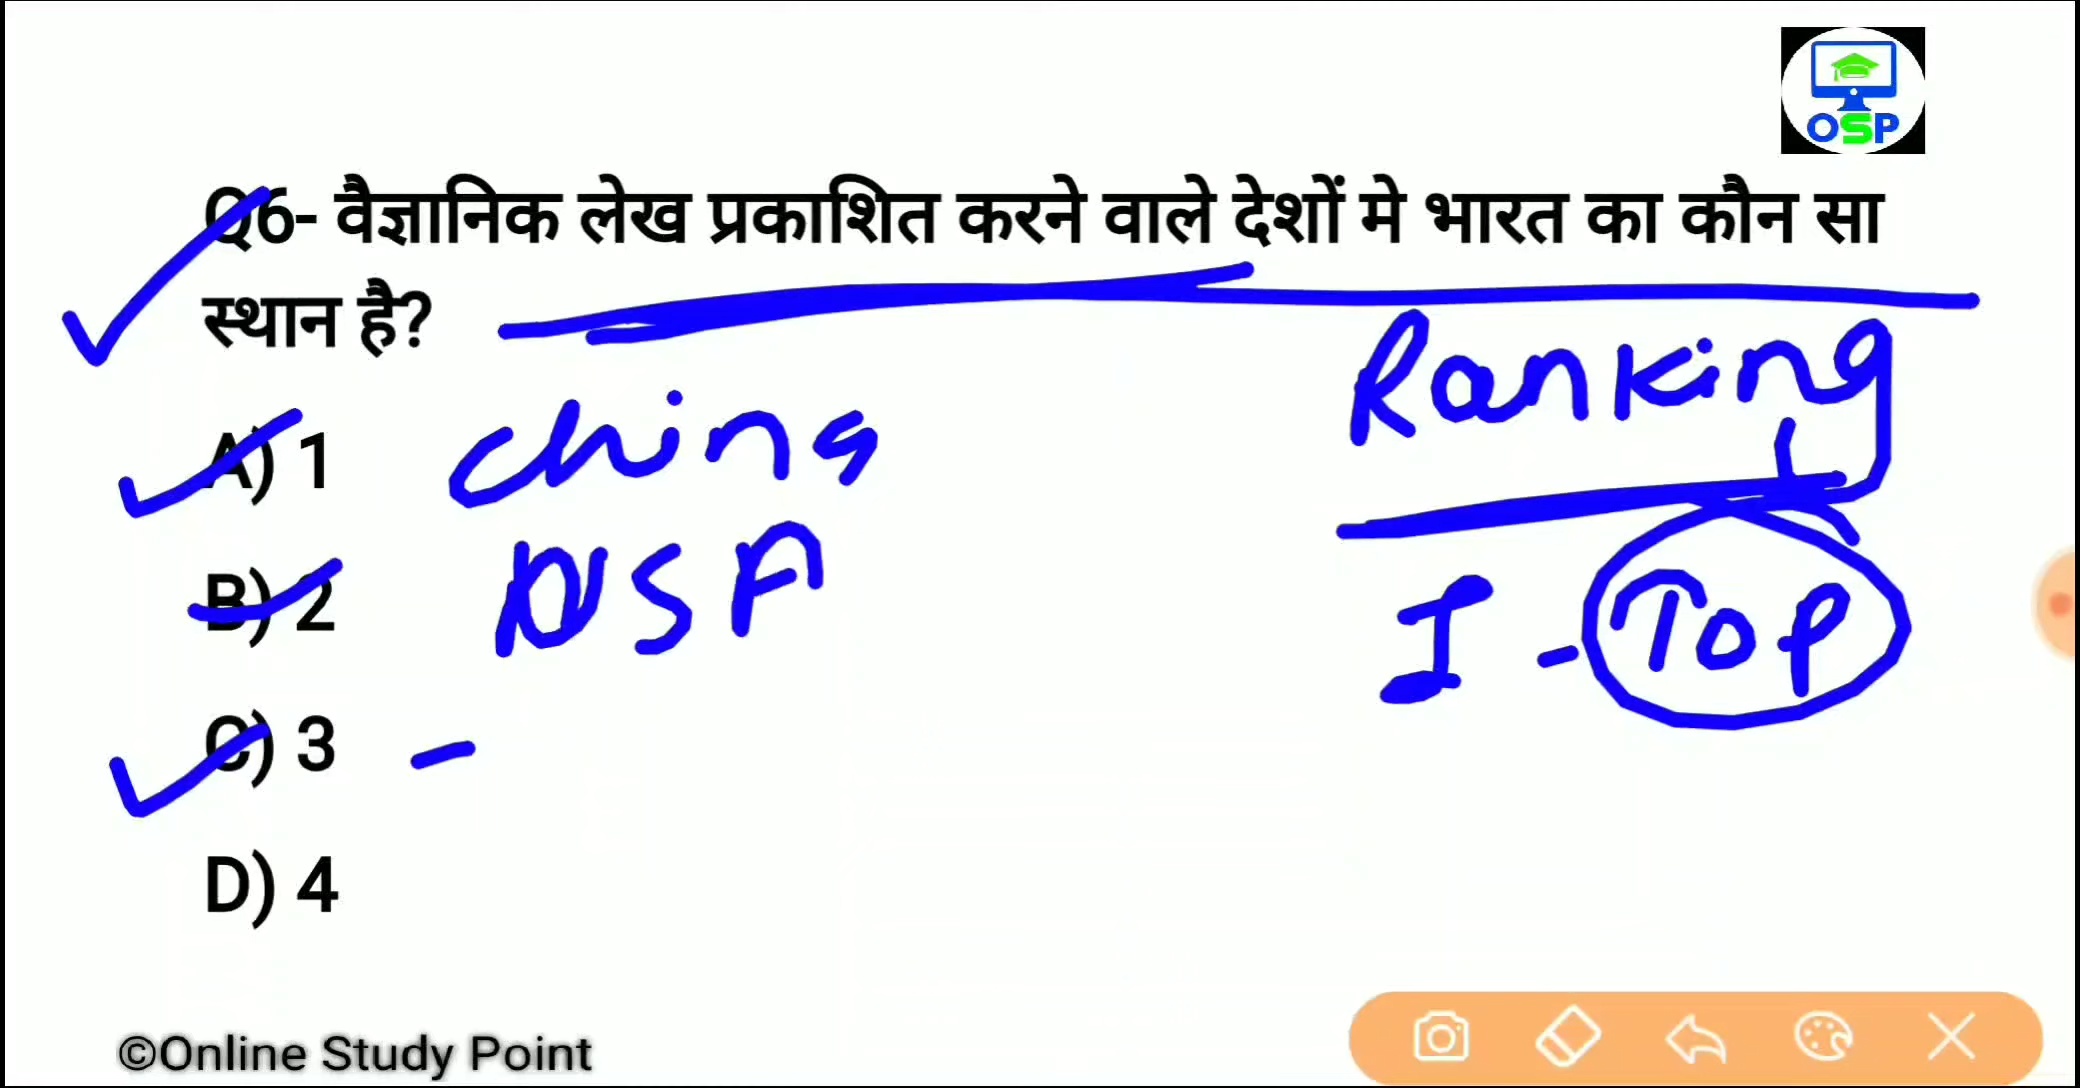 OSP
Q6- वैज्ञानिक लेख प्रकाशित करने वाले देशों मे भारत का कौन सा
स्थान है?
Ranking
A) 1 China
B) 2 USA
I - Top
C) 3 -
D) 4
©Online Study Point